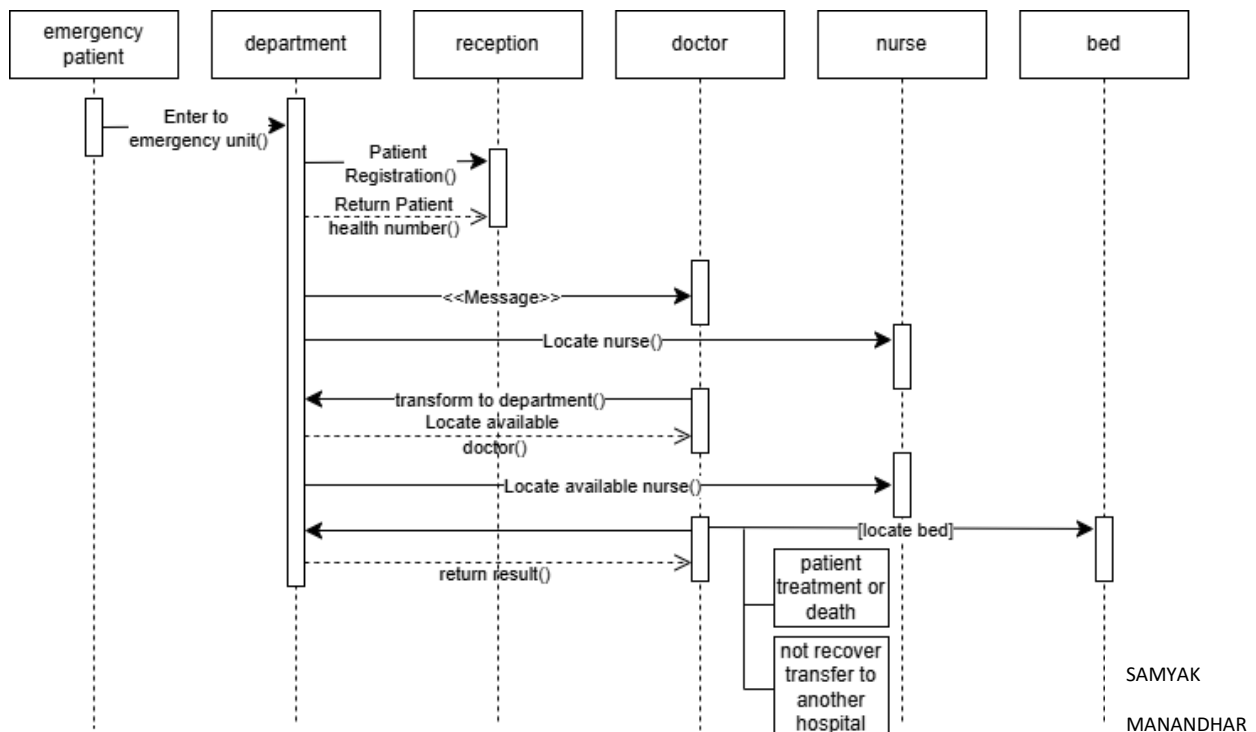 emergency
patient
department
reception
doctor
nurse
bed
Enter to
emergency unit()
Patient
Registration()
Return Patient
health number()
<<Message>>
Locate nurse()
transform to department()
Locate available
doctor()
Locate available nurse()
[locate bed]
return result()
patient
treatment or
death
not recover
transfer to
another
hospital
SAMYAK
MANANDHAR